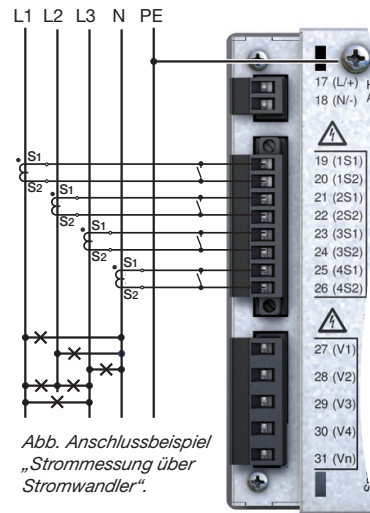 L1 L2 L3 N PE
17 (L/+)
18 (N/-)
S1
S2
S1
S2
S1
S2
S1
S2
19 (1S1)
20 (1S2)
21 (2S1)
22 (2S2)
23 (3S1)
24 (3S2)
25 (4S1)
26 (4S2)
27 (V1)
28 (V2)
29 (V3)
30 (V4)
31 (Vn)
Abb. Anschlussbeispiel
„Strommessung über
Stromwandler“.